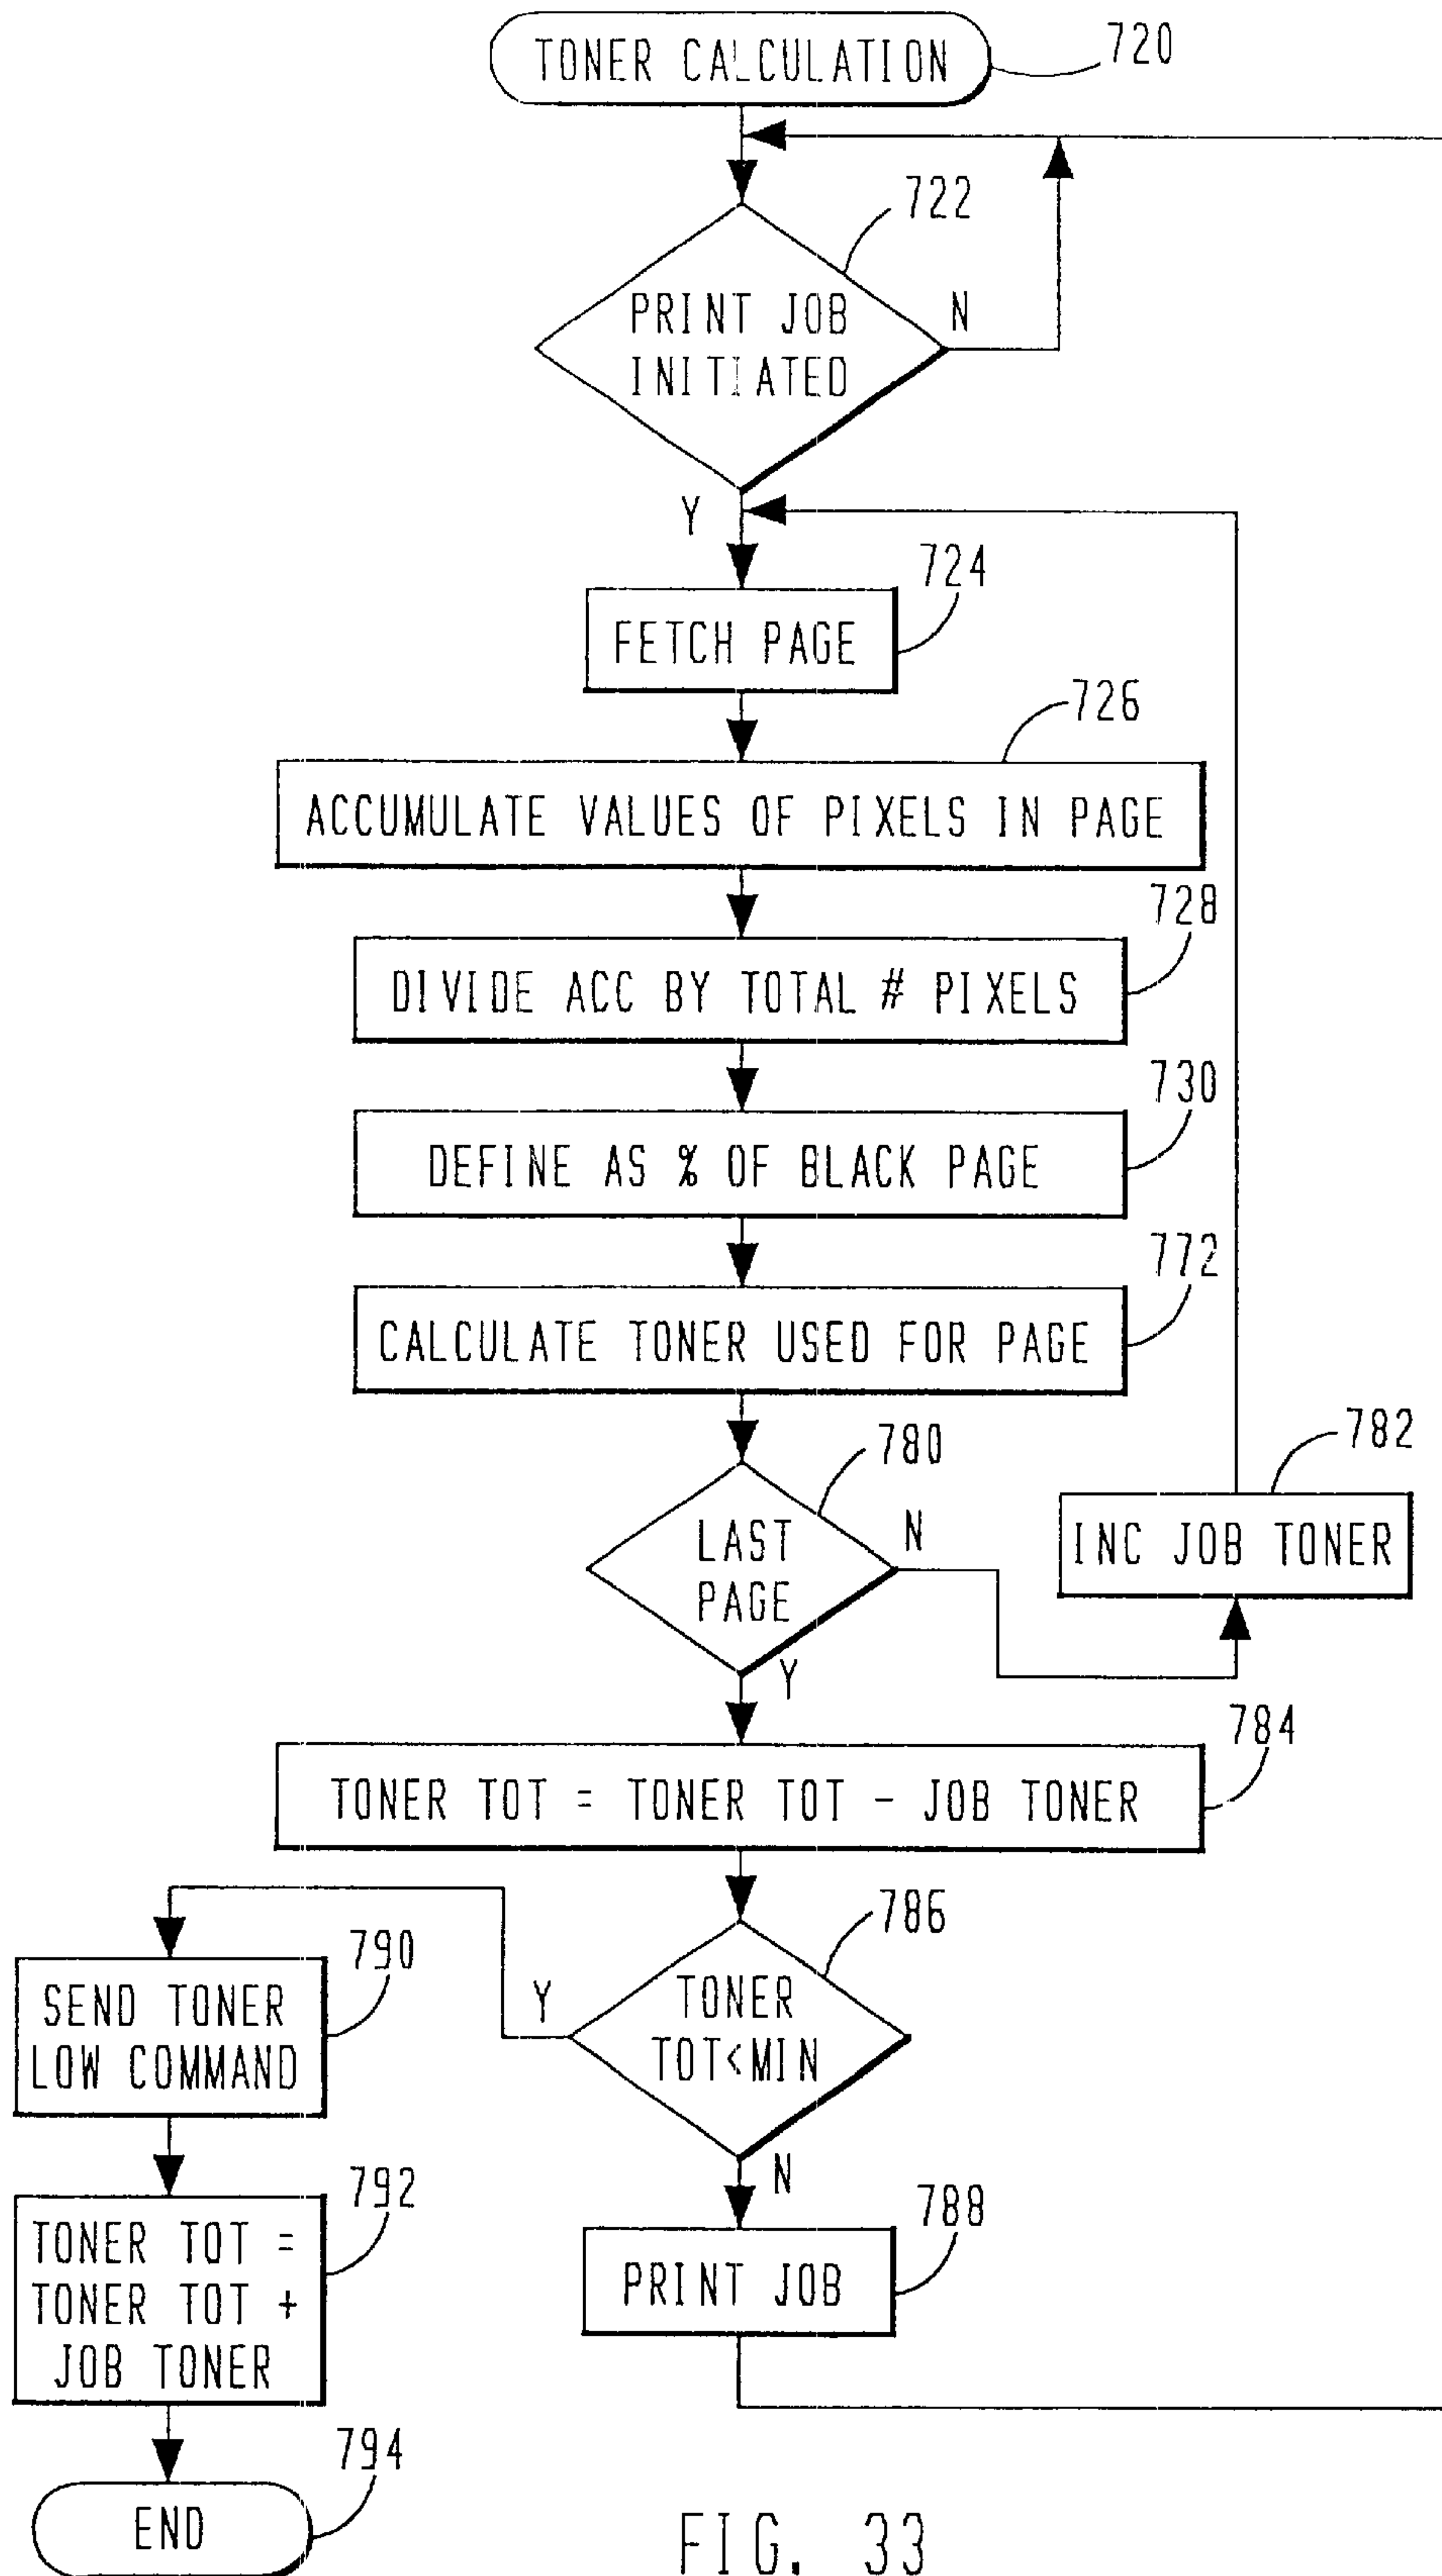 TONER CALCULATION
720
722
PRINT JOB
INITIATED
N
Y
724
FETCH PAGE
726
ACCUMULATE VALUES OF PIXELS IN PAGE
728
DIVIDE ACC BY TOTAL # PIXELS
730
DEFINE AS % OF BLACK PAGE
772
CALCULATE TONER USED FOR PAGE
780
782
LAST
PAGE
N
INC JOB TONER
Y
784
TONER TOT = TONER TOT - JOB TONER
786
790
TONER
TOT<MIN
Y
SEND TONER
LOW COMMAND
N
792
788
TONER TOT =
TONER TOT +
JOB TONER
PRINT JOB
794
END
FIG. 33